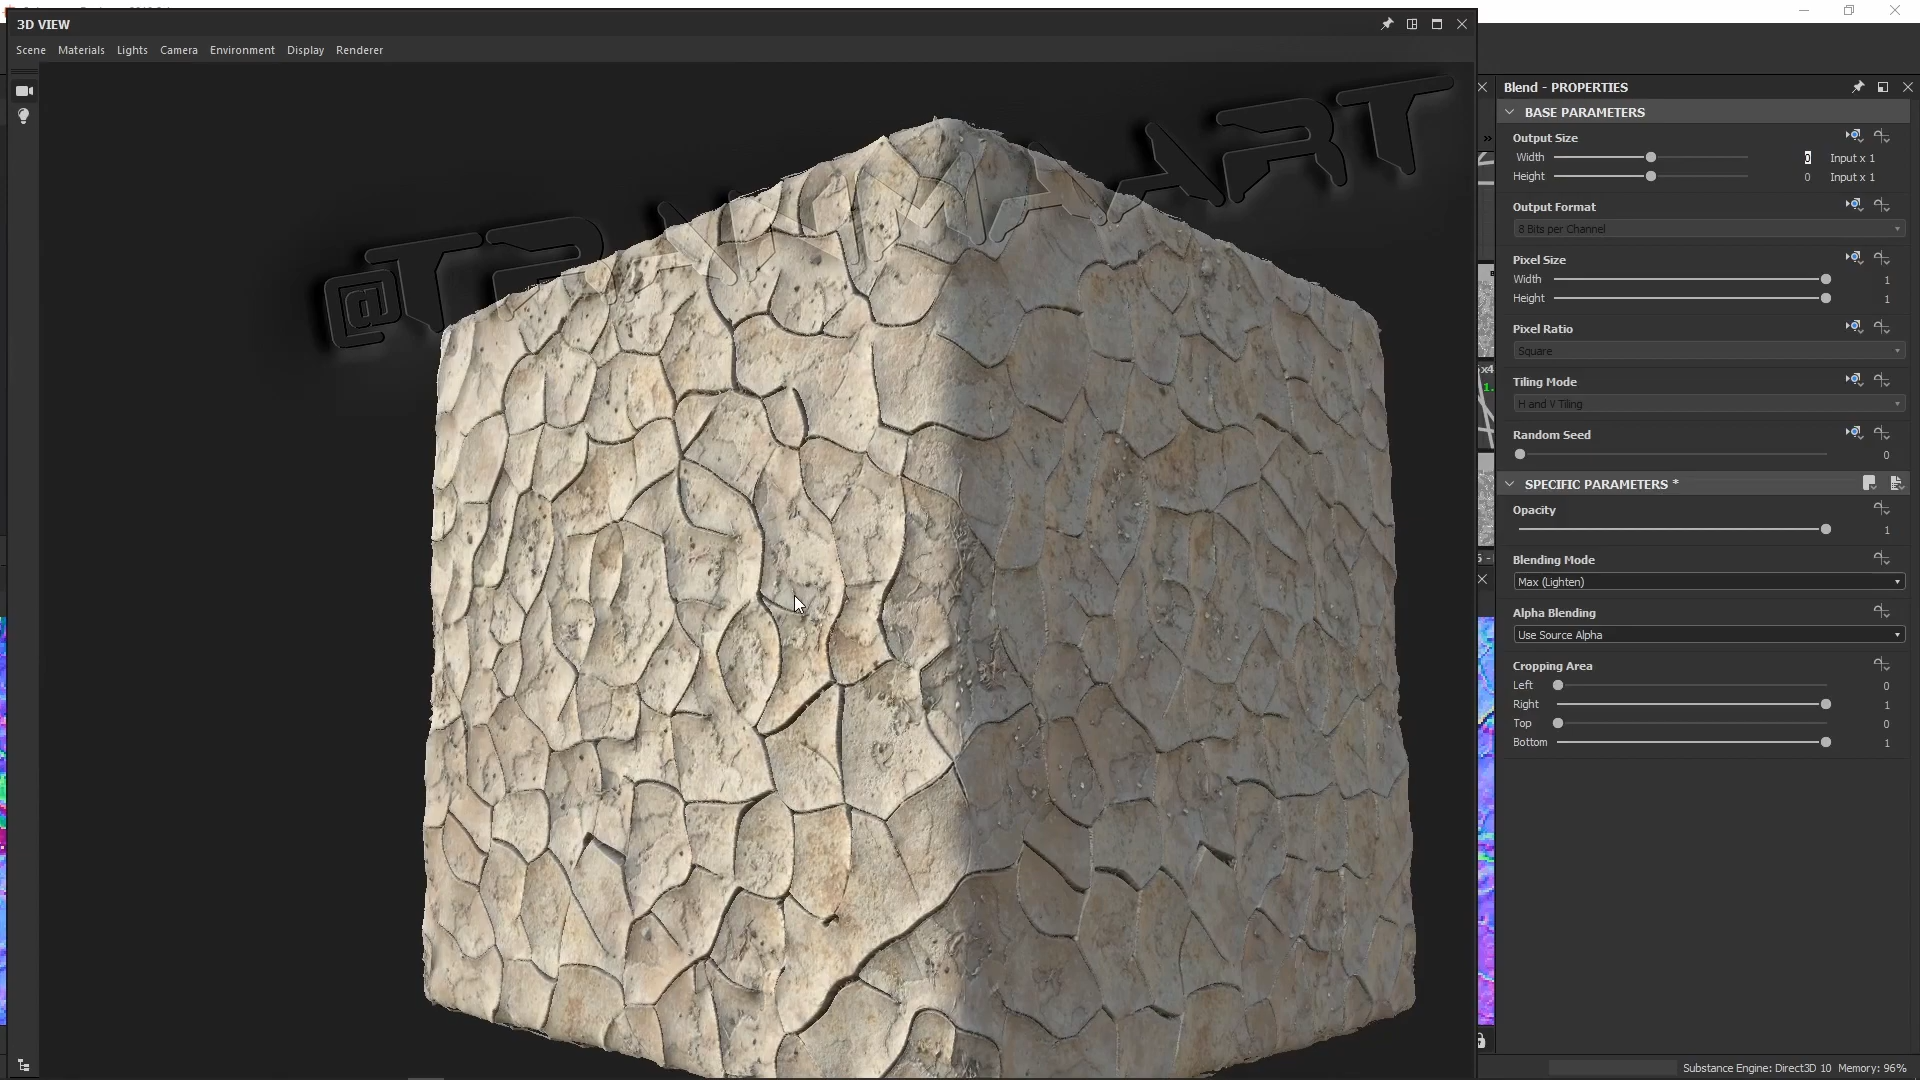 3D VIEW
Scene Materials Lights Camera Environment Display Renderer
Blend - PROPERTIES
BASE PARAMETERS
Output Size
Width 0 Input x 1
Height 0 Input x 1
Output Format
8 Bits per Channel
Pixel Size
Width 1
Height 1
Pixel Ratio
Square
Tiling Mode
H and V Tiling
Random Seed
0
SPECIFIC PARAMETERS *
Opacity
1
Blending Mode
Max (Lighten)
Alpha Blending
Use Source Alpha
Cropping Area
Left 0
Right 1
Top 0
Bottom 1
Substance Engine: Direct3D 10 Memory: 96%